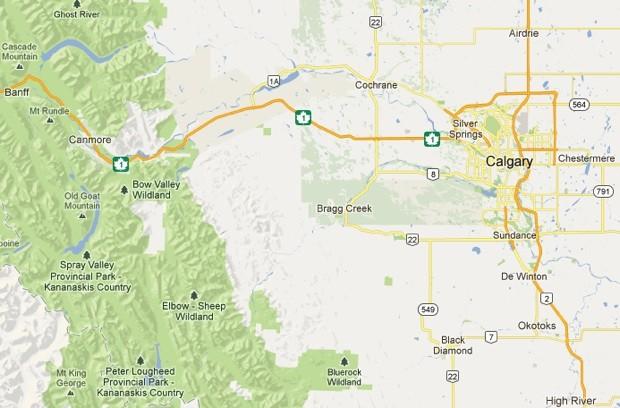 Ghost River
22
Airdrie
Cascade
Mountain
1A
Cochrane
Banff
564
Mt Rundle
1
Silver
Springs
Canmore
1
1
Calgary
Chestermere
8
Bow Valley
Wildland
791
Old Goat
Mountain
Bragg Creek
oine
22
Sundance
Spray Valley
Provincial Park -
Kananaskis Country
De Winton
2
Elbow - Sheep
Wildland
549
Okotoks
7
Black
Diamond
Mt King
George
Peter Lougheed
Provincial Park -
Kananaskis Country
Bluerock
Wildland
22
High River